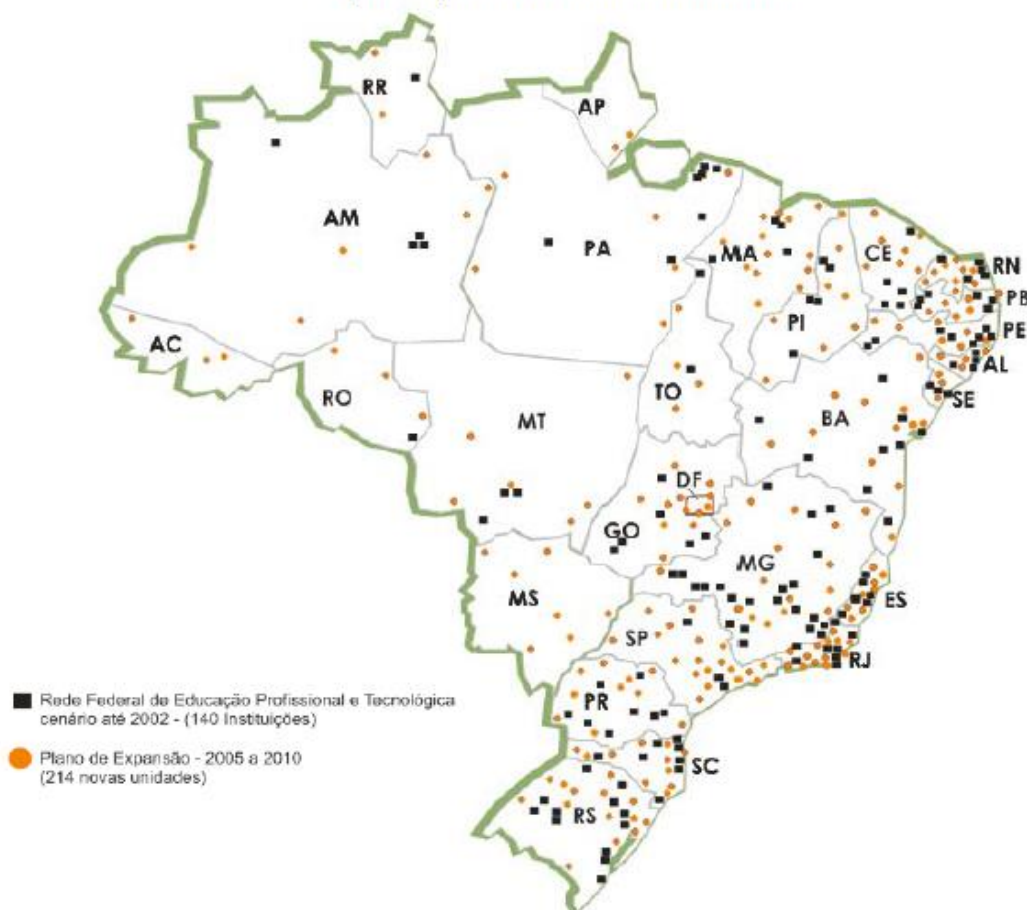 RR
AP
AM
PA
MA
CE
RN
PB
PI
PE
AC
AL
TO
SE
RO
BA
MT
DF
GO
MG
MS
ES
SP
RJ
PR
SC
RS
Rede Federal de Educação Profissional e Tecnológica
cenário até 2002 - (140 Instituições)
Plano de Expansão - 2005 a 2010
(214 novas unidades)